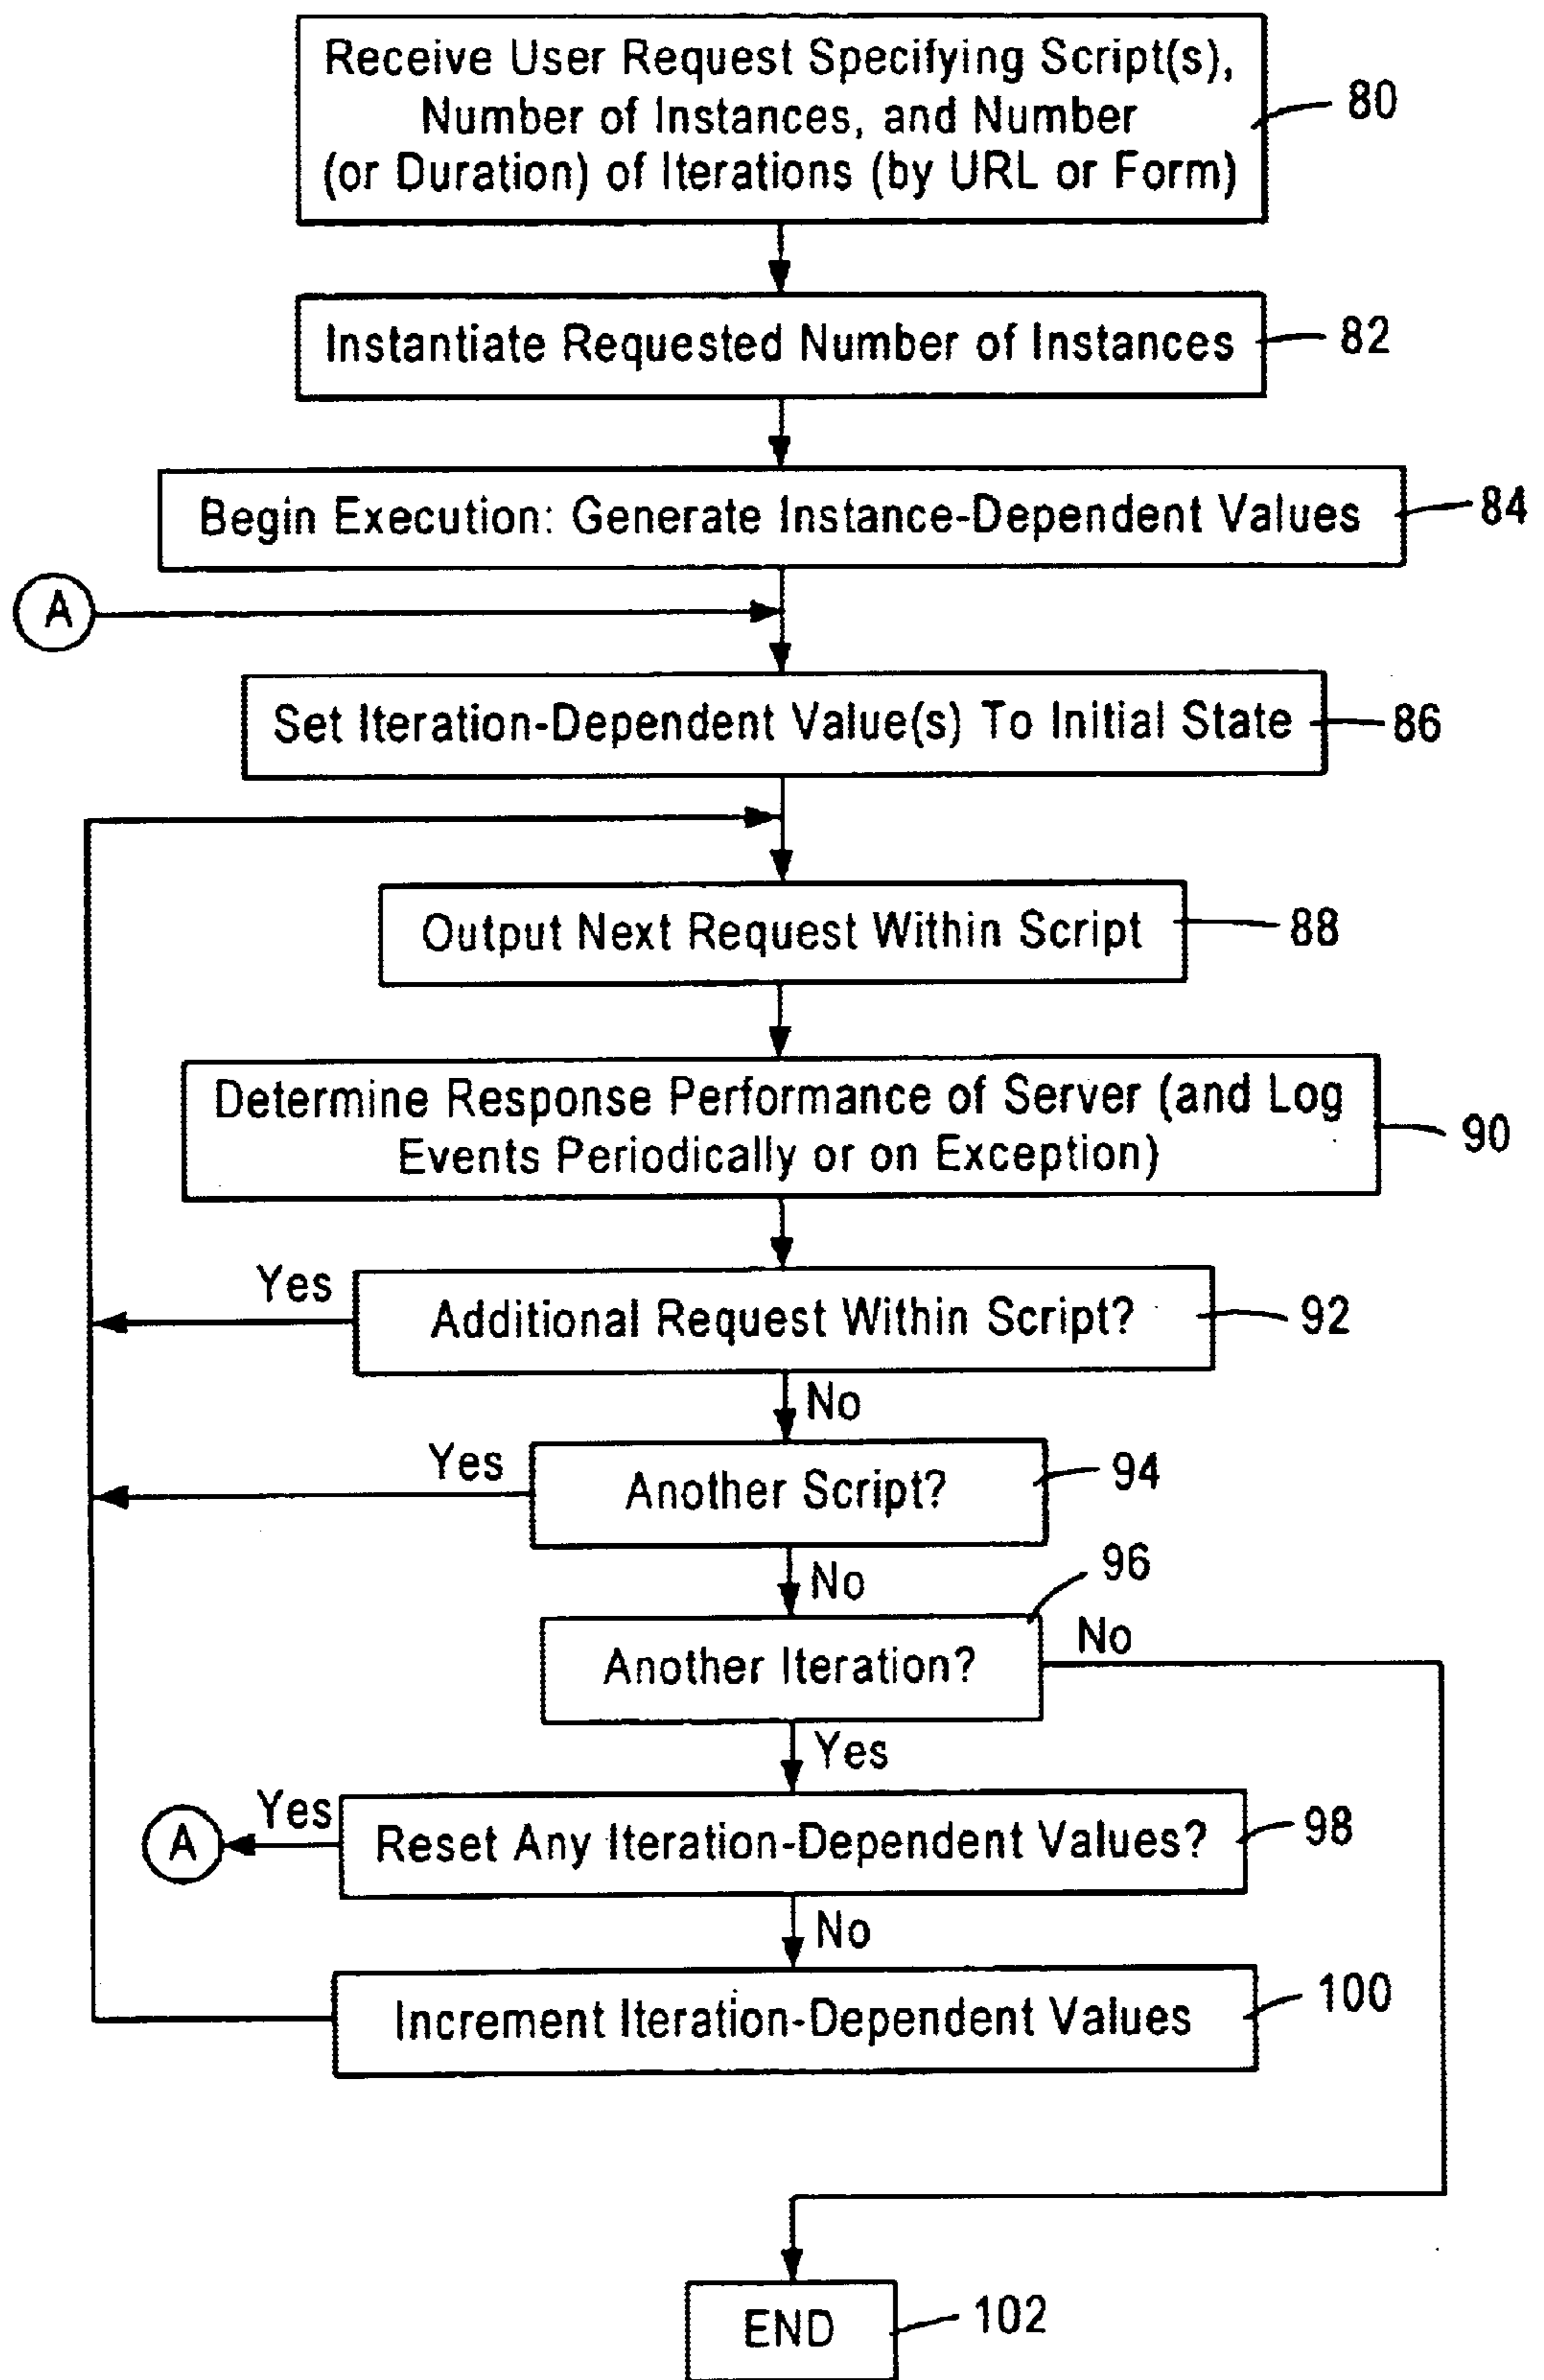 Receive User Request Specifying Script(s),
Number of Instances, and Number
(or Duration) of Iterations (by URL or Form)
80
Instantiate Requested Number of Instances
82
Begin Execution: Generate Instance-Dependent Values
84
A
Set Iteration-Dependent Value(s) To Initial State
86
Output Next Request Within Script
88
Determine Response Performance of Server (and Log
Events Periodically or on Exception)
90
Yes
Additional Request Within Script?
92
No
Yes
Another Script?
94
No
96
Another Iteration?
No
Yes
A
Yes
Reset Any Iteration-Dependent Values?
98
No
Increment Iteration-Dependent Values
100
END
102